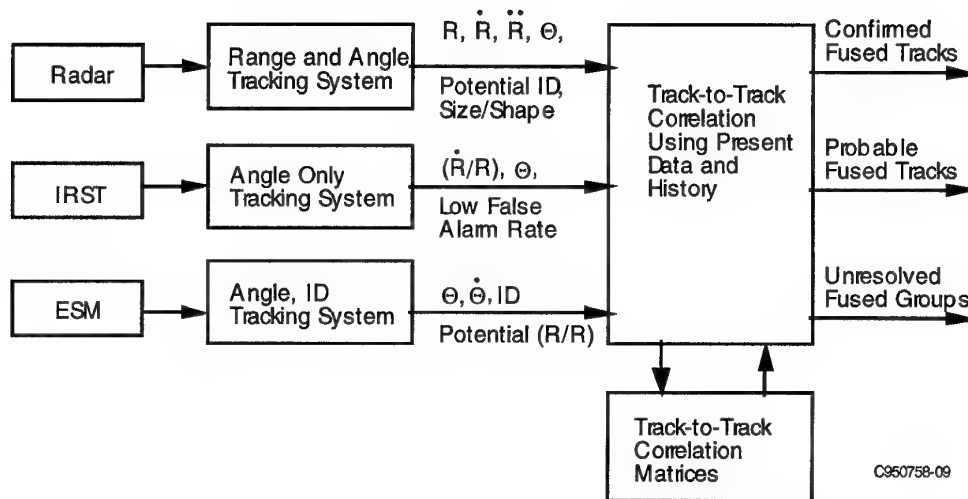 Radar
Range and Angle
Tracking System
R, Ṙ, R̈, Θ,
Potential ID,
Size/Shape
IRST
Angle Only
Tracking System
(Ṙ/R), Θ,
Low False
Alarm Rate
ESM
Angle, ID
Tracking System
Θ, Θ̇, ID
Potential (R/R)
Track-to-Track
Correlation
Using Present
Data and
History
Confirmed
Fused Tracks
Probable
Fused Tracks
Unresolved
Fused Groups
Track-to-Track
Correlation
Matrices
C950758-09